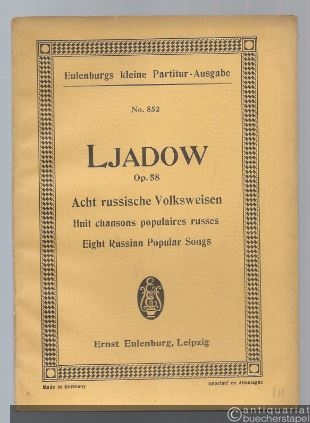 Eulenburgs kleine Partitur-Ausgabe
No. 852
LJADOW
Op. 58
Acht russische Volksweisen
Huit chansons populaires russes
Eight Russian Popular Songs
Ernst Eulenburg, Leipzig
Made in Germany
Imprimé en Allemagne
antiquariat
buecherstapel